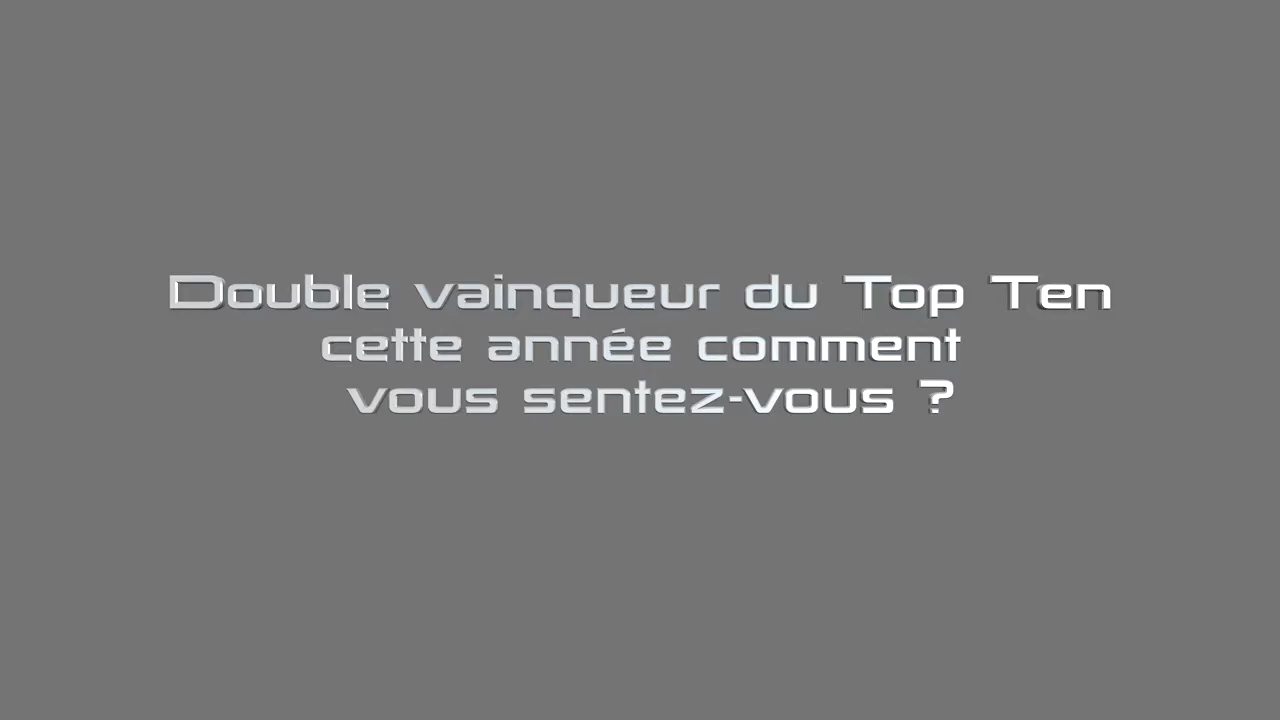 Double vainqueur du Top Ten
cette année comment
vous sentez-vous ?